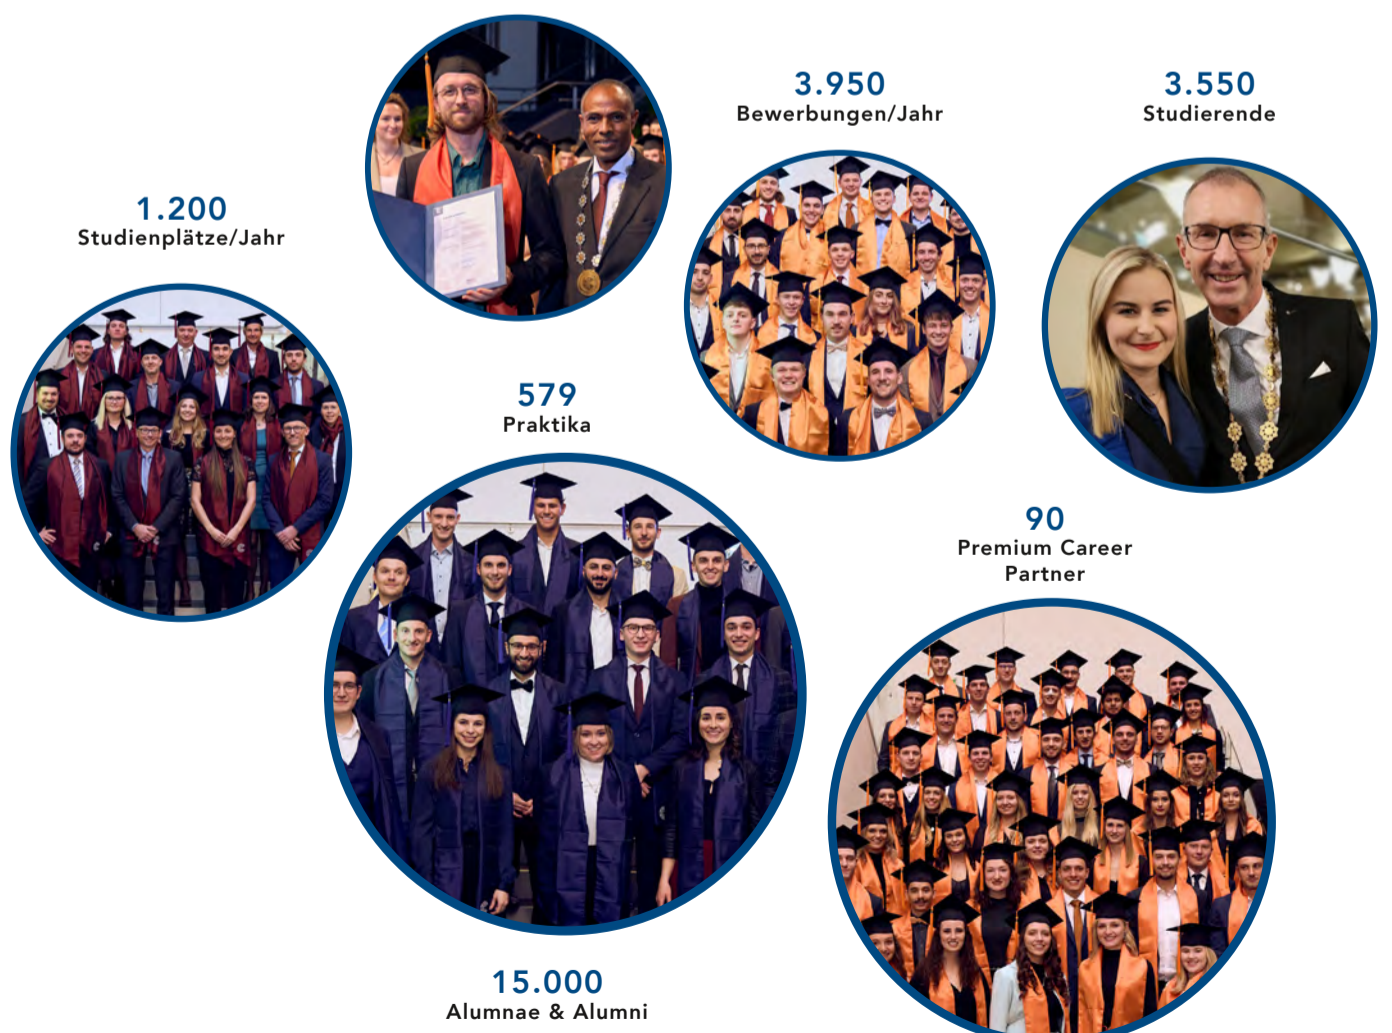 3.950
Bewerbungen/Jahr
3.550
Studierende
1.200
Studienplätze/Jahr
579
Praktika
90
Premium Career
Partner
15.000
Alumnae & Alumni